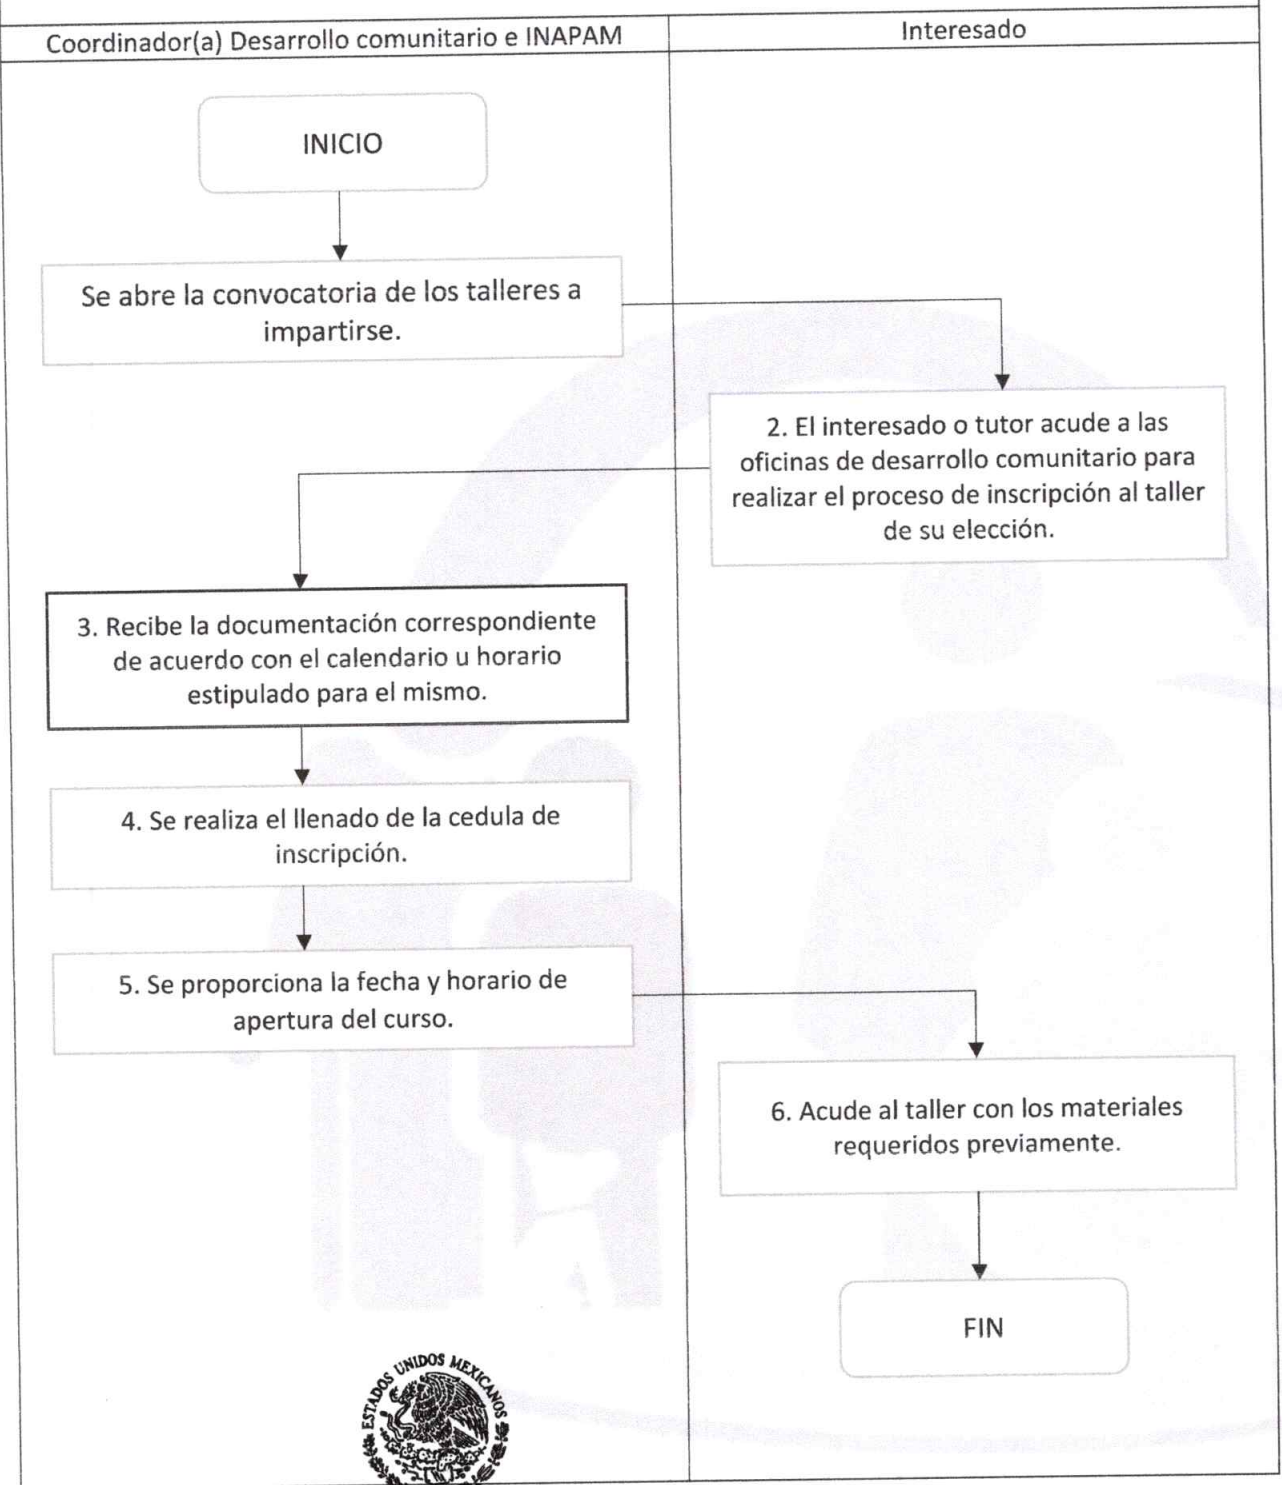 Coordinador(a) Desarrollo comunitario e INAPAM
Interesado
INICIO
Se abre la convocatoria de los talleres a
impartirse.
2. El interesado o tutor acude a las
oficinas de desarrollo comunitario para
realizar el proceso de inscripción al taller
de su elección.
3. Recibe la documentación correspondiente
de acuerdo con el calendario u horario
estipulado para el mismo.
4. Se realiza el llenado de la cedula de
inscripción.
5. Se proporciona la fecha y horario de
apertura del curso.
6. Acude al taller con los materiales
requeridos previamente.
FIN
ESTADOS UNIDOS MEXICANOS